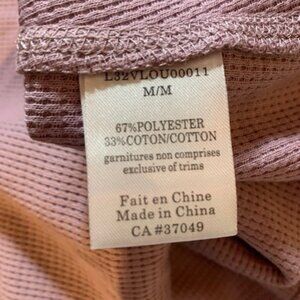 L32VLOU00011
M/M
67%POLYESTER
33%COTON/COTTON
garnitures non comprises
exclusive of trims
Fait en Chine
Made in China
CA #37049